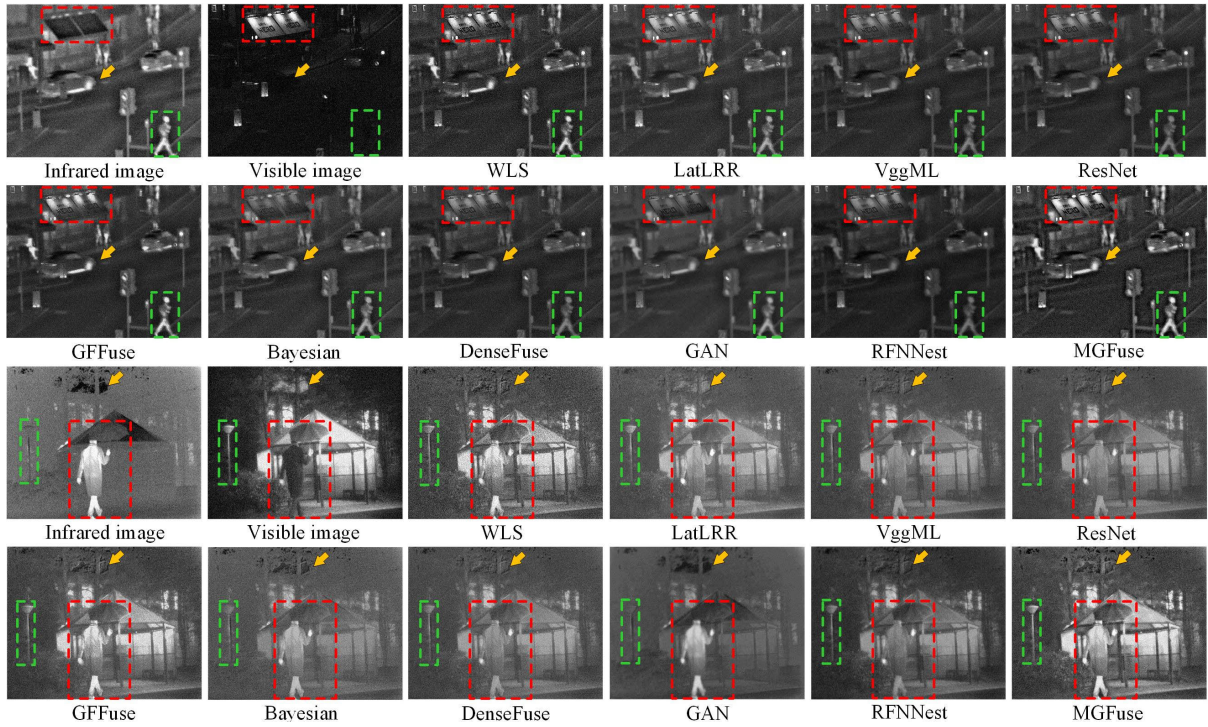 Infrared image Visible image WLS LatLRR VggML ResNet
GFFuse Bayesian DenseFuse GAN RFNNest MGFuse
Infrared image Visible image WLS LatLRR VggML ResNet
GFFuse Bayesian DenseFuse GAN RFNNest MGFuse